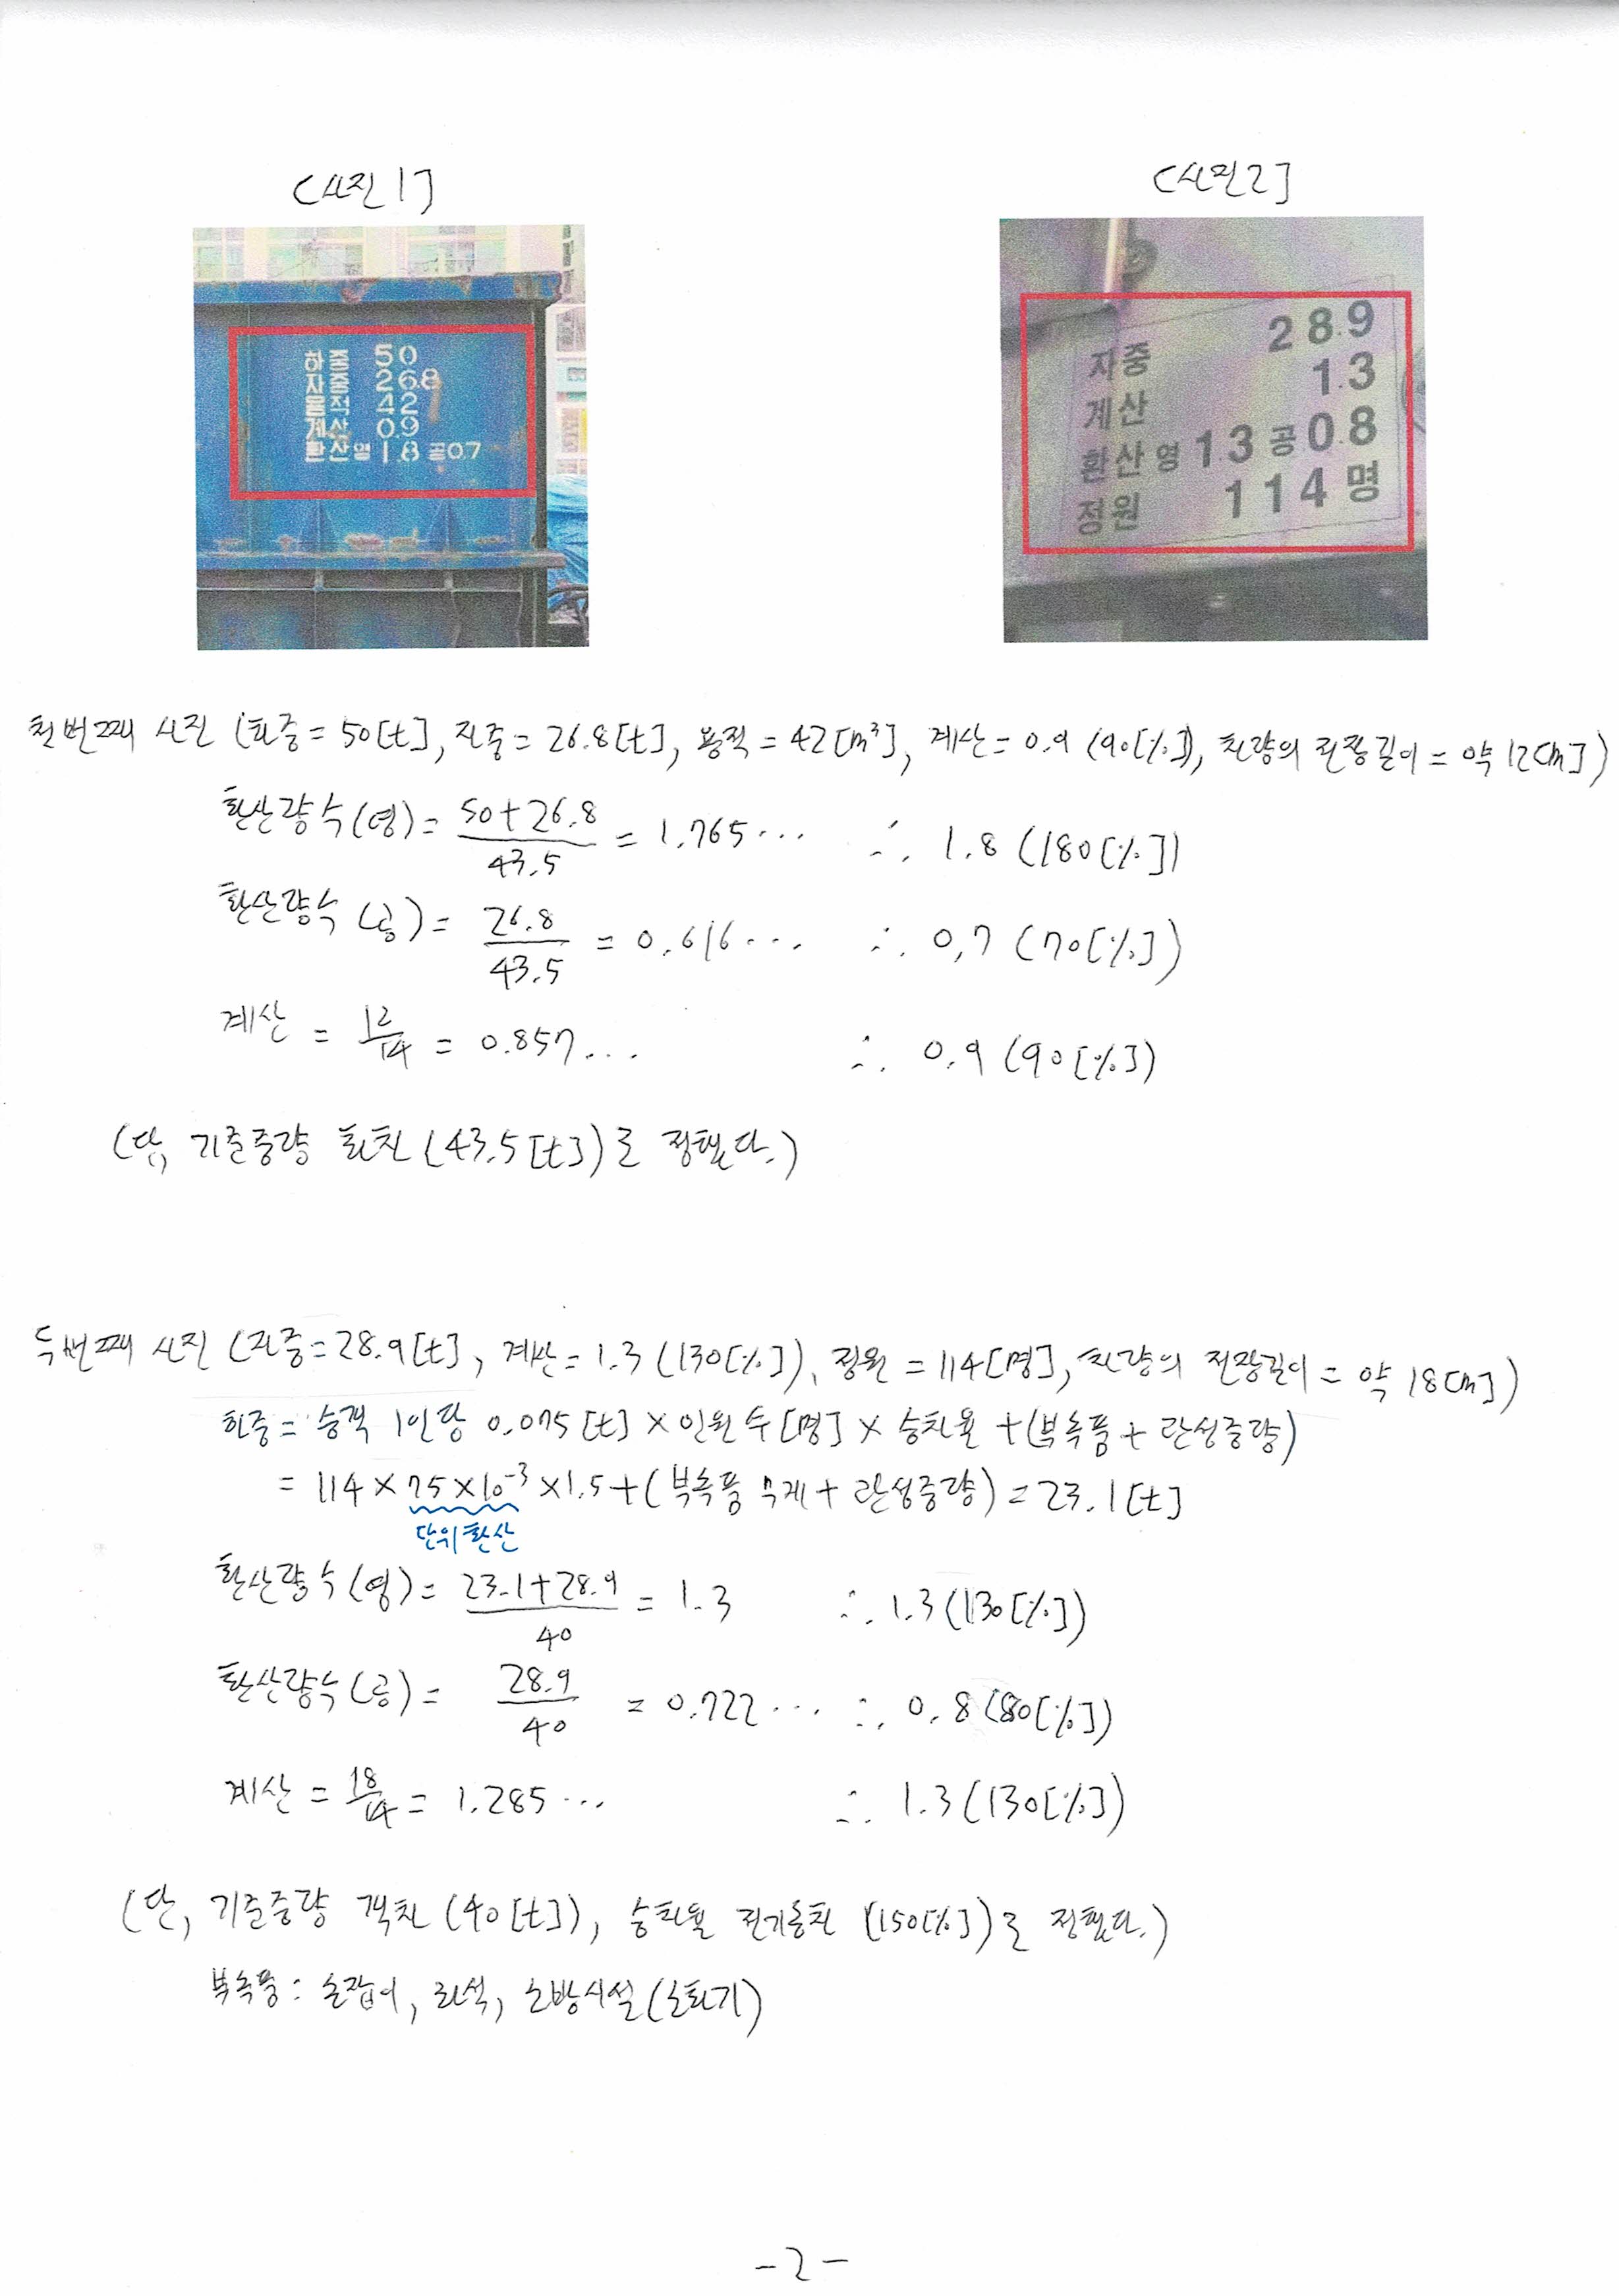 [사진1]
[사진2]
하중 50
자중 26.8
용적 42
계산 0.9
환산 영 1.8 공 0.7
자중 28.9
계산 1.3
환산 영 1.3 공 0.8
정원 114명
첫번째 사진 (하중 = 50[t], 자중 = 26.8[t], 용적 = 42[m³], 계산 = 0.9 (90[%]), 차량의 전장길이 = 약 12[m])
환산량수(영) = (50+26.8)/43.5 = 1.765··· ∴ 1.8 (180[%])
환산량수(공) = 26.8/43.5 = 0.616··· ∴ 0.7 (70[%])
계산 = 12/14 = 0.857... ∴ 0.9 (90[%])
(단, 기준중량 화차 (43.5[t])로 정했다.)
두번째 사진 (자중=28.9[t], 계산=1.3 (130[%]), 정원 = 114[명], 차량의 전장길이 = 약 18[m])
하중 = 승객 1인당 0.075[t] × 인원수[명] × 승차율 + (부속품 + 관성중량)
= 114 × 75×10⁻³ × 1.5 + (부속품 무게 + 관성중량) = 23.1[t]
단위환산
환산량수(영) = (23.1+28.9)/40 = 1.3 ∴ 1.3 (130[%])
환산량수(공) = 28.9/40 = 0.722··· ∴ 0.8 (80[%])
계산 = 18/14 = 1.285··· ∴ 1.3 (130[%])
(단, 기준중량 객차 (40[t]), 승차율 전기동차 (150[%])로 정했다.)
부속품 : 손잡이, 좌석, 소방시설 (소화기)
-2-